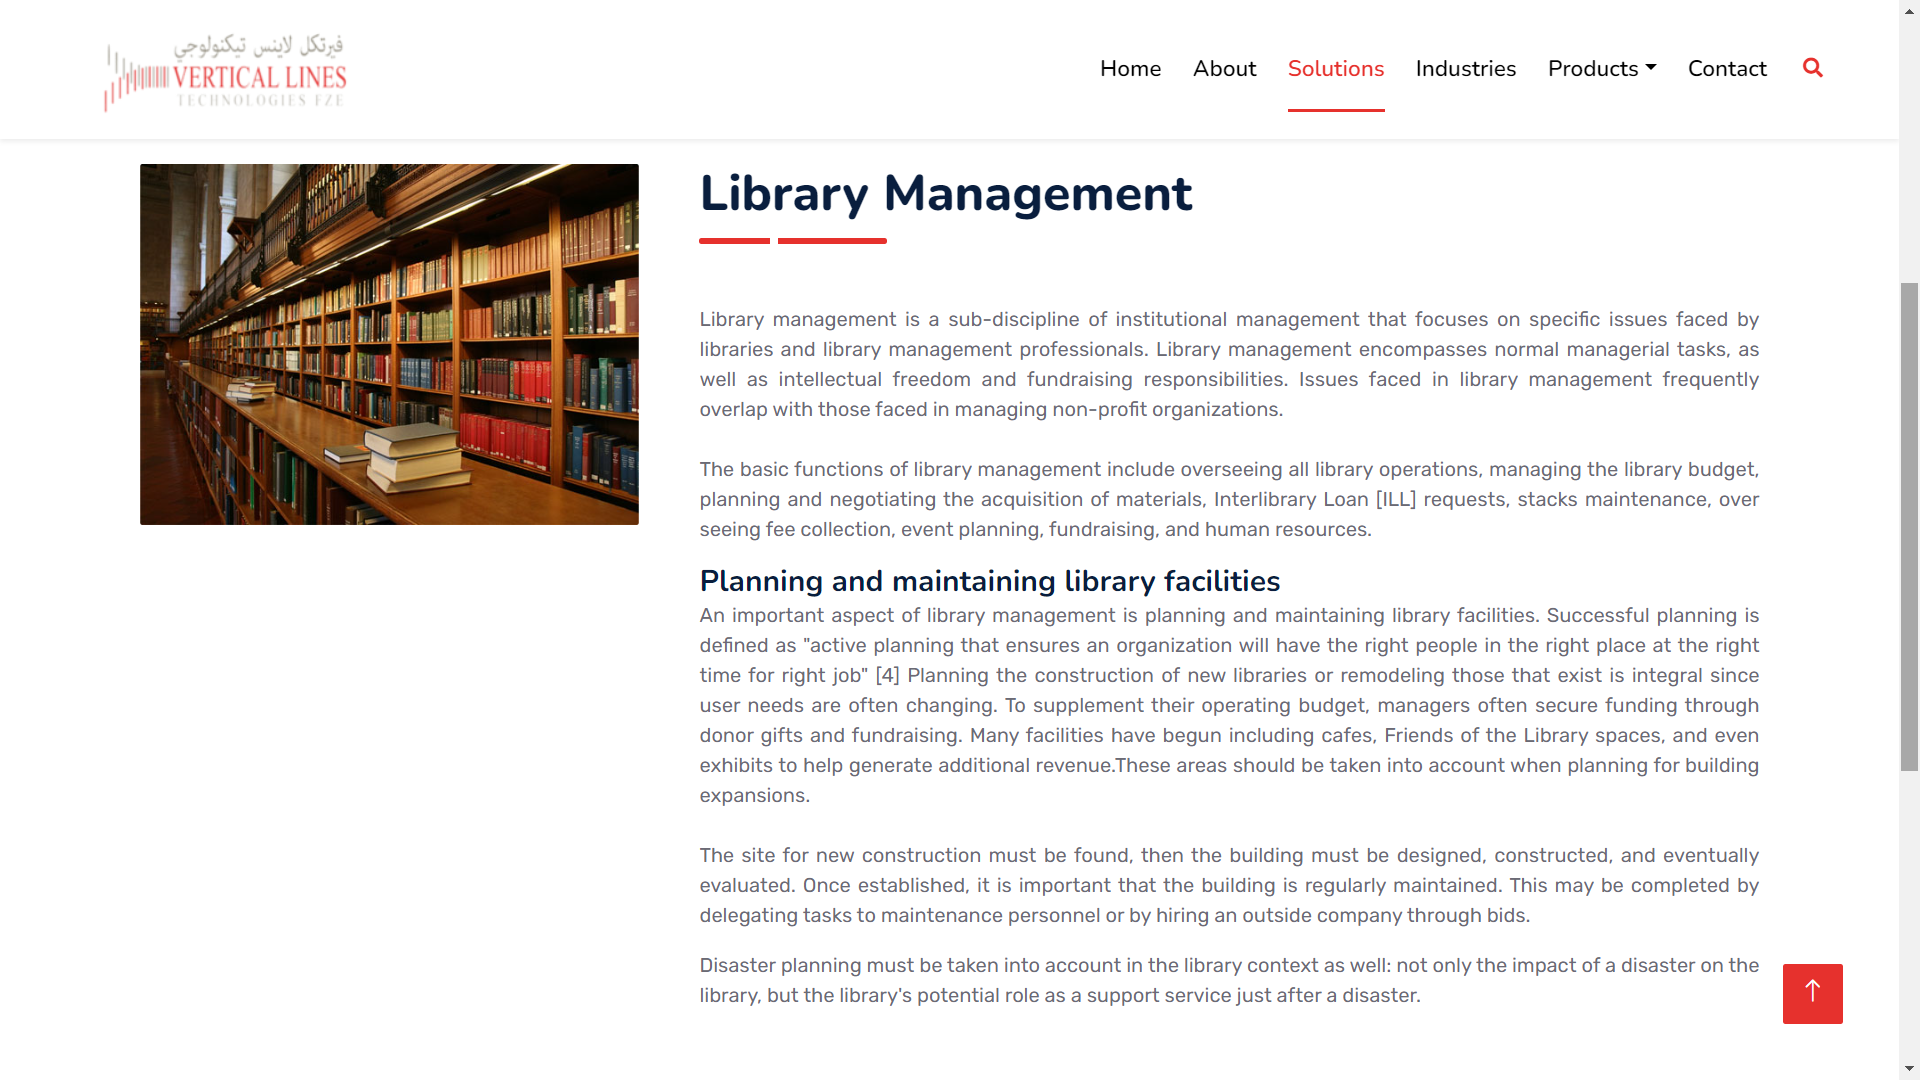 فيرتكل لاينس تيكنولوجي
VERTICAL LINES
TECHNOLOGIES FZE
Home
About
Solutions
Industries
Products
Contact
Library Management
Library management is a sub-discipline of institutional management that focuses on specific issues faced by
libraries and library management professionals. Library management encompasses normal managerial tasks, as
well as intellectual freedom and fundraising responsibilities. Issues faced in library management frequently
overlap with those faced in managing non-profit organizations.
The basic functions of library management include overseeing all library operations, managing the library budget,
planning and negotiating the acquisition of materials, Interlibrary Loan [ILL] requests, stacks maintenance, over
seeing fee collection, event planning, fundraising, and human resources.
Planning and maintaining library facilities
An important aspect of library management is planning and maintaining library facilities. Successful planning is
defined as "active planning that ensures an organization will have the right people in the right place at the right
time for right job" [4] Planning the construction of new libraries or remodeling those that exist is integral since
user needs are often changing. To supplement their operating budget, managers often secure funding through
donor gifts and fundraising. Many facilities have begun including cafes, Friends of the Library spaces, and even
exhibits to help generate additional revenue.These areas should be taken into account when planning for building
expansions.
The site for new construction must be found, then the building must be designed, constructed, and eventually
evaluated. Once established, it is important that the building is regularly maintained. This may be completed by
delegating tasks to maintenance personnel or by hiring an outside company through bids.
Disaster planning must be taken into account in the library context as well: not only the impact of a disaster on the
library, but the library's potential role as a support service just after a disaster.